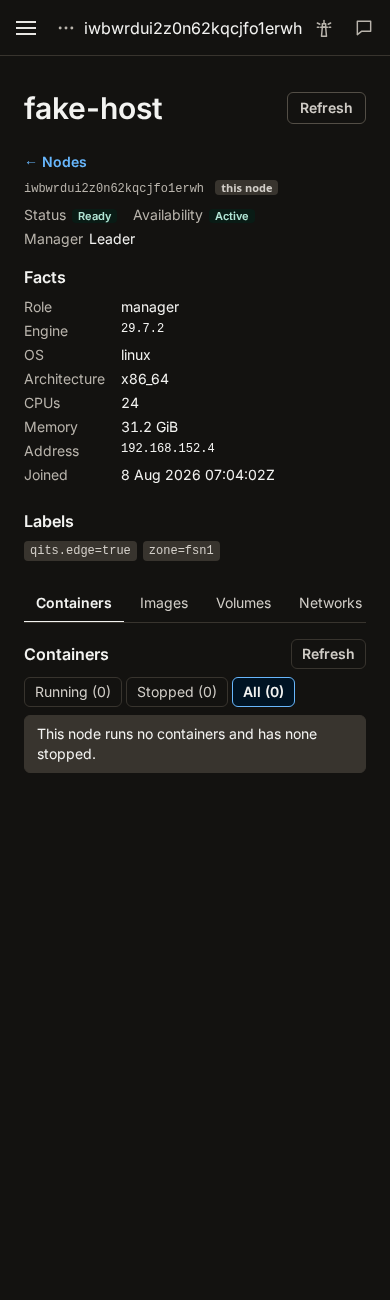 iwbwrdui2z0n62kqcjfo1erwh
fake-host
Refresh
← Nodes
iwbwrdui2z0n62kqcjfo1erwh this node
Status Ready Availability Active
Manager Leader
Facts
Role manager
Engine 29.7.2
OS linux
Architecture x86_64
CPUs 24
Memory 31.2 GiB
Address 192.168.152.4
Joined 8 Aug 2026 07:04:02Z
Labels
qits.edge=true zone=fsn1
Containers Images Volumes Networks
Containers Refresh
Running (0) Stopped (0) All (0)
This node runs no containers and has none
stopped.